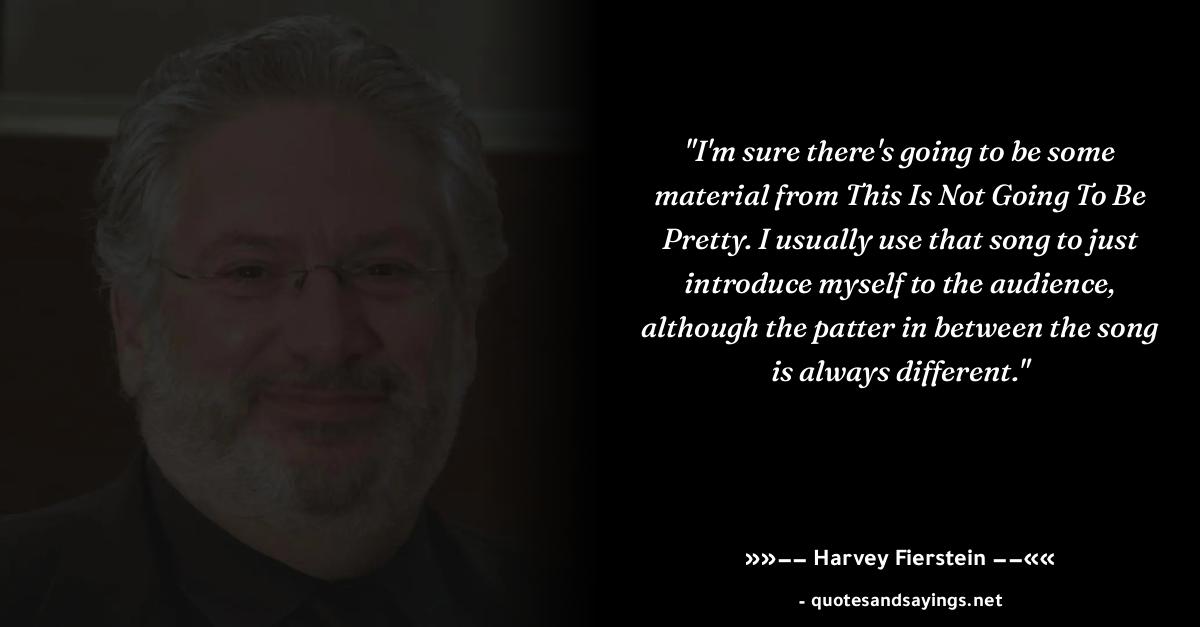 "I'm sure there's going to be some
material from This Is Not Going To Be
Pretty. I usually use that song to just
introduce myself to the audience,
although the patter in between the song
is always different."
»»–– Harvey Fierstein ––««
- quotesandsayings.net